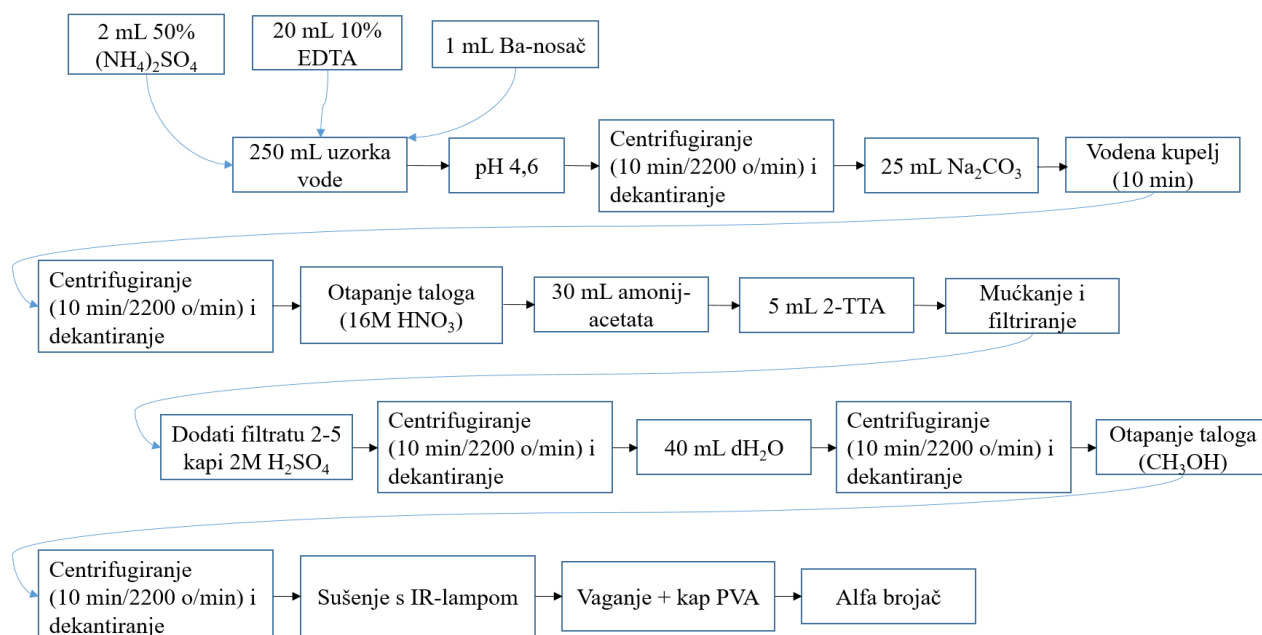 2 mL 50%
(NH₄)₂SO₄
20 mL 10%
EDTA
1 mL Ba-nosač
250 mL uzorka
vode
pH 4,6
Centrifugiranje
(10 min/2200 o/min) i
dekantiranje
25 mL Na₂CO₃
Vodena kupelj
(10 min)
Centrifugiranje
(10 min/2200 o/min) i
dekantiranje
Otapanje taloga
(16M HNO₃)
30 mL amonij-
acetata
5 mL 2-TTA
Mućkanje i
filtriranje
Dodati filtratu 2-5
kapi 2M H₂SO₄
Centrifugiranje
(10 min/2200 o/min) i
dekantiranje
40 mL dH₂O
Centrifugiranje
(10 min/2200 o/min) i
dekantiranje
Otapanje taloga
(CH₃OH)
Centrifugiranje
(10 min/2200 o/min) i
dekantiranje
Sušenje s IR-lampom
Vaganje + kap PVA
Alfa brojač